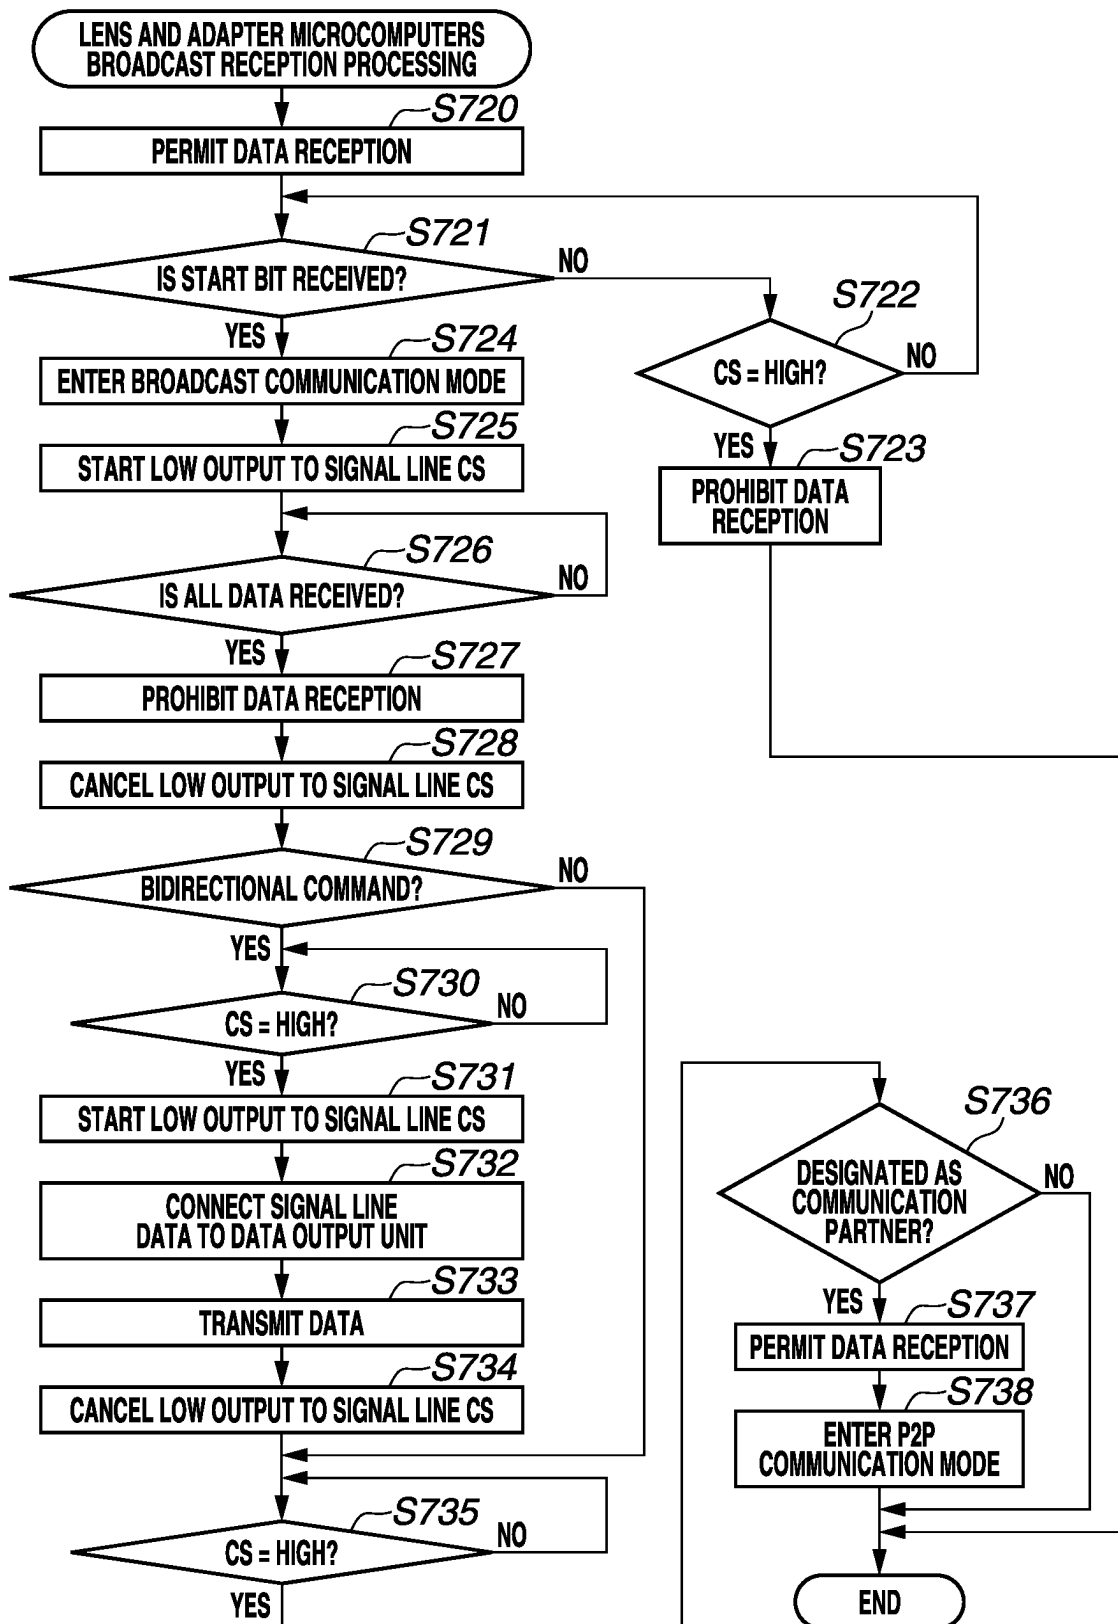 LENS AND ADAPTER MICROCOMPUTERS
BROADCAST RECEPTION PROCESSING
S720
PERMIT DATA RECEPTION
S721
IS START BIT RECEIVED?
NO
YES
S722
CS = HIGH?
NO
YES
S723
PROHIBIT DATA
RECEPTION
S724
ENTER BROADCAST COMMUNICATION MODE
S725
START LOW OUTPUT TO SIGNAL LINE CS
S726
IS ALL DATA RECEIVED?
NO
YES
S727
PROHIBIT DATA RECEPTION
S728
CANCEL LOW OUTPUT TO SIGNAL LINE CS
S729
BIDIRECTIONAL COMMAND?
NO
YES
S730
CS = HIGH?
NO
YES
S731
START LOW OUTPUT TO SIGNAL LINE CS
S732
CONNECT SIGNAL LINE
DATA TO DATA OUTPUT UNIT
S733
TRANSMIT DATA
S734
CANCEL LOW OUTPUT TO SIGNAL LINE CS
S735
CS = HIGH?
NO
YES
S736
DESIGNATED AS
COMMUNICATION
PARTNER?
NO
YES
S737
PERMIT DATA RECEPTION
S738
ENTER P2P
COMMUNICATION MODE
END